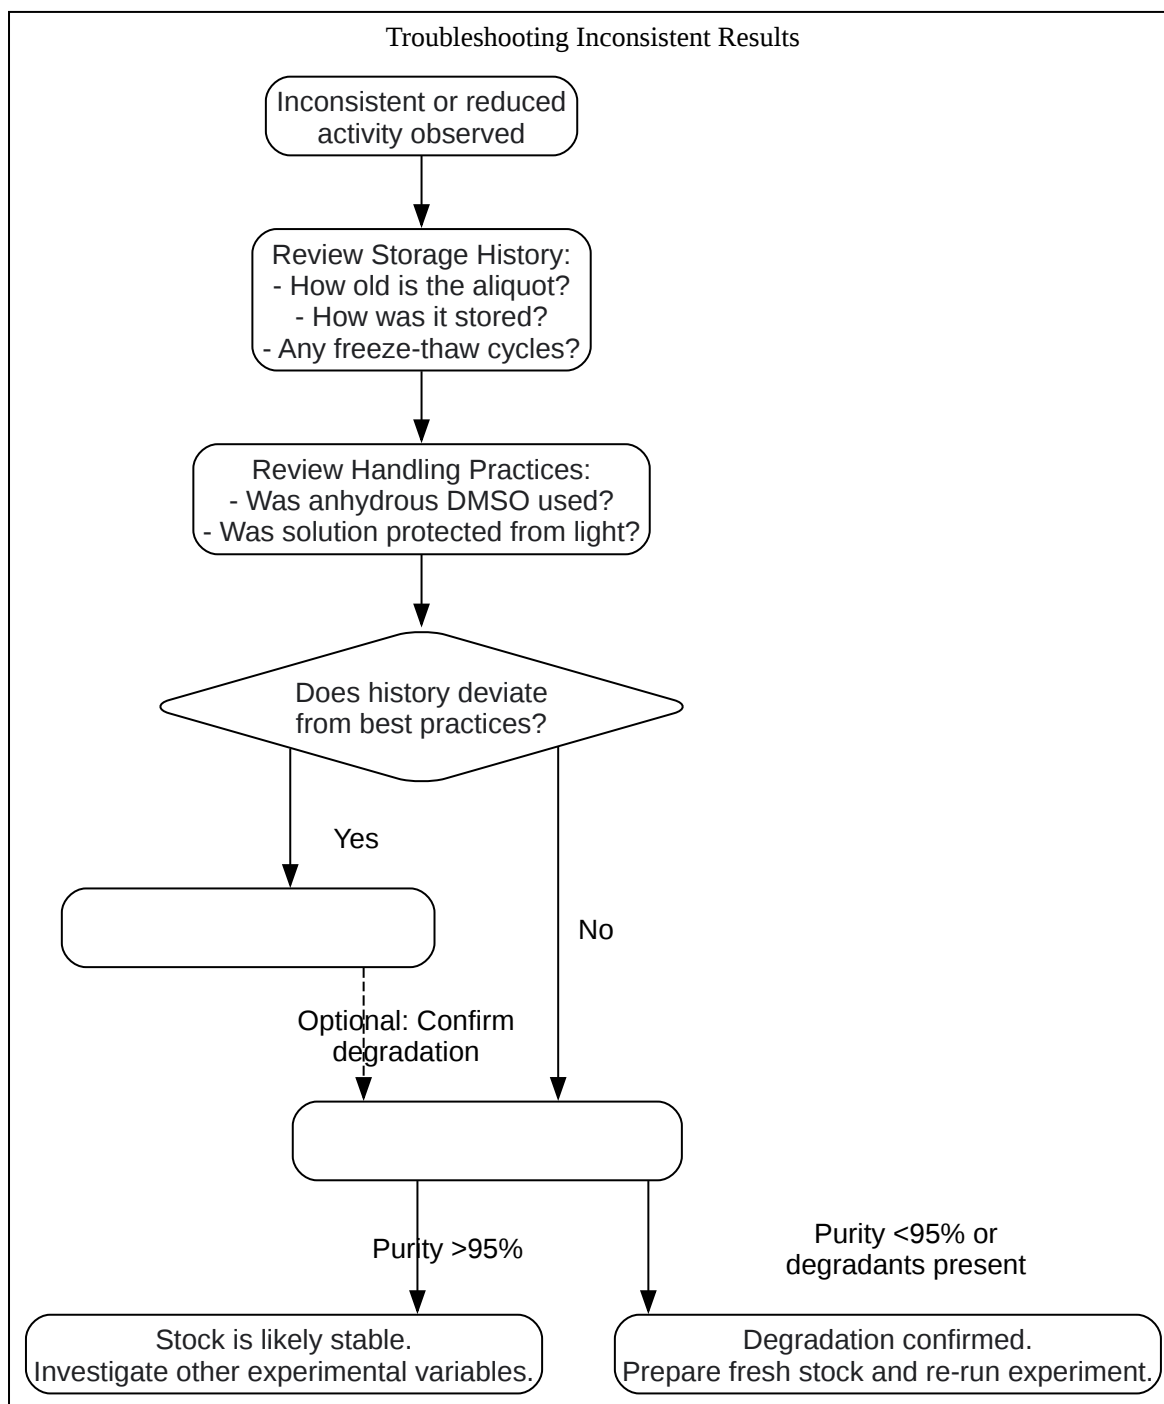 Troubleshooting Inconsistent Results
Inconsistent or reduced
activity observed
Review Storage History:
- How old is the aliquot?
- How was it stored?
- Any freeze-thaw cycles?
Review Handling Practices:
- Was anhydrous DMSO used?
- Was solution protected from light?
Does history deviate
from best practices?
Yes
No
Optional: Confirm
degradation
Purity >95%
Purity <95% or
degradants present
Stock is likely stable.
Investigate other experimental variables.
Degradation confirmed.
Prepare fresh stock and re-run experiment.